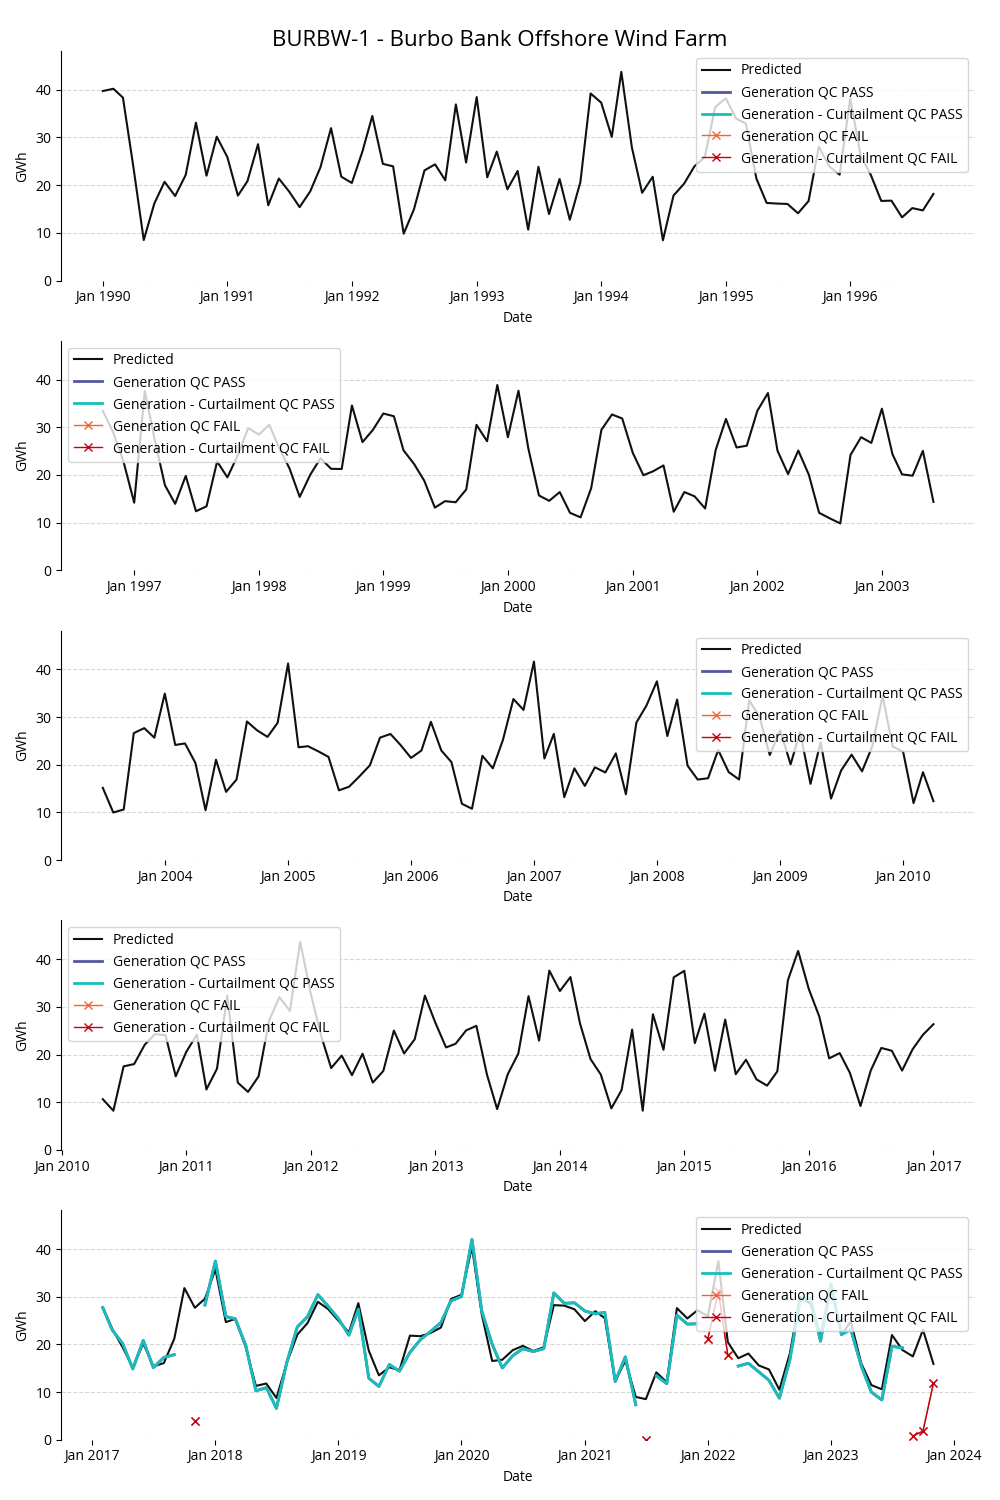 BURBW-1 - Burbo Bank Offshore Wind Farm
Predicted
Generation QC PASS
Generation - Curtailment QC PASS
Generation QC FAIL
Generation - Curtailment QC FAIL
GWh
40
30
20
10
0
Jan 1990 Jan 1991 Jan 1992 Jan 1993 Jan 1994 Jan 1995 Jan 1996
Date
Predicted
Generation QC PASS
Generation - Curtailment QC PASS
Generation QC FAIL
Generation - Curtailment QC FAIL
GWh
40
30
20
10
0
Jan 1997 Jan 1998 Jan 1999 Jan 2000 Jan 2001 Jan 2002 Jan 2003
Date
Predicted
Generation QC PASS
Generation - Curtailment QC PASS
Generation QC FAIL
Generation - Curtailment QC FAIL
GWh
40
30
20
10
0
Jan 2004 Jan 2005 Jan 2006 Jan 2007 Jan 2008 Jan 2009 Jan 2010
Date
Predicted
Generation QC PASS
Generation - Curtailment QC PASS
Generation QC FAIL
Generation - Curtailment QC FAIL
GWh
40
30
20
10
0
Jan 2010 Jan 2011 Jan 2012 Jan 2013 Jan 2014 Jan 2015 Jan 2016 Jan 2017
Date
Predicted
Generation QC PASS
Generation - Curtailment QC PASS
Generation QC FAIL
Generation - Curtailment QC FAIL
GWh
40
30
20
10
0
Jan 2017 Jan 2018 Jan 2019 Jan 2020 Jan 2021 Jan 2022 Jan 2023 Jan 2024
Date